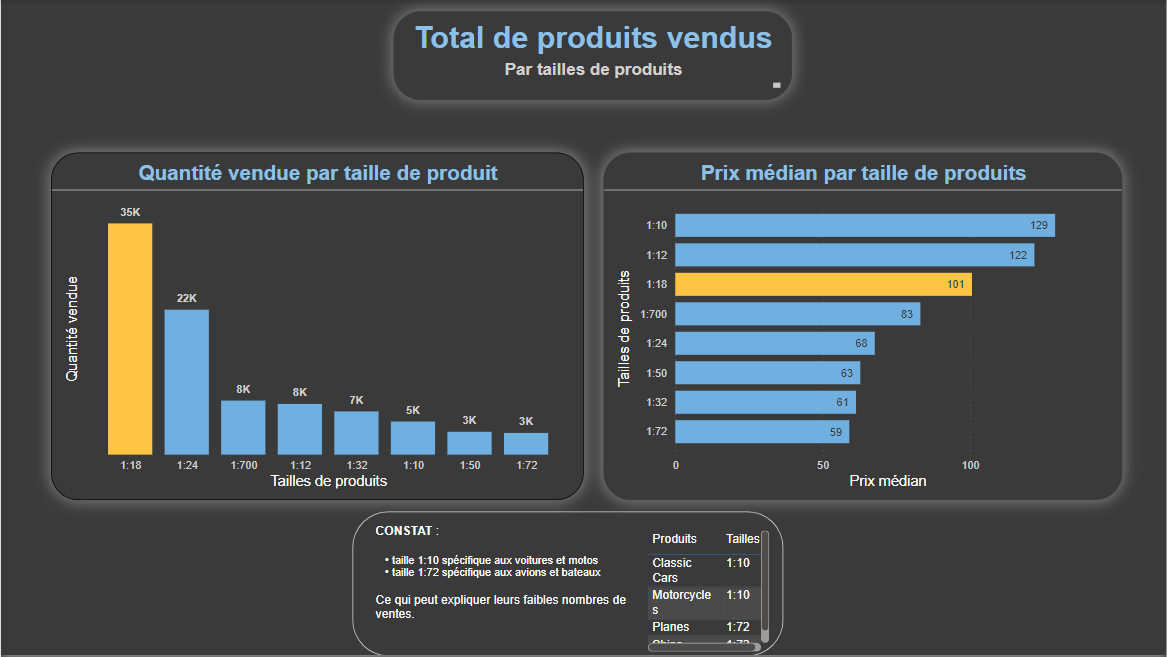 Total de produits vendus
Par tailles de produits
Quantité vendue par taille de produit
Quantité vendue
35K
22K
8K
8K
7K
5K
3K
3K
1:18 1:24 1:700 1:12 1:32 1:10 1:50 1:72
Tailles de produits
Prix médian par taille de produits
Tailles de produits
1:10 129
1:12 122
1:18 101
1:700 83
1:24 68
1:50 63
1:32 61
1:72 59
0 50 100
Prix médian
CONSTAT :
• taille 1:10 spécifique aux voitures et motos
• taille 1:72 spécifique aux avions et bateaux
Ce qui peut expliquer leurs faibles nombres de
ventes.
Produits Tailles
Classic 1:10
Cars
Motorcycle 1:10
s
Planes 1:72